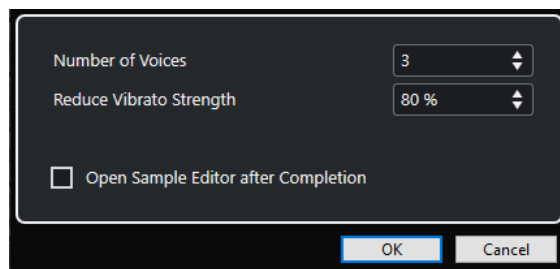 Number of Voices 3
Reduce Vibrato Strength 80 %
Open Sample Editor after Completion
OK Cancel